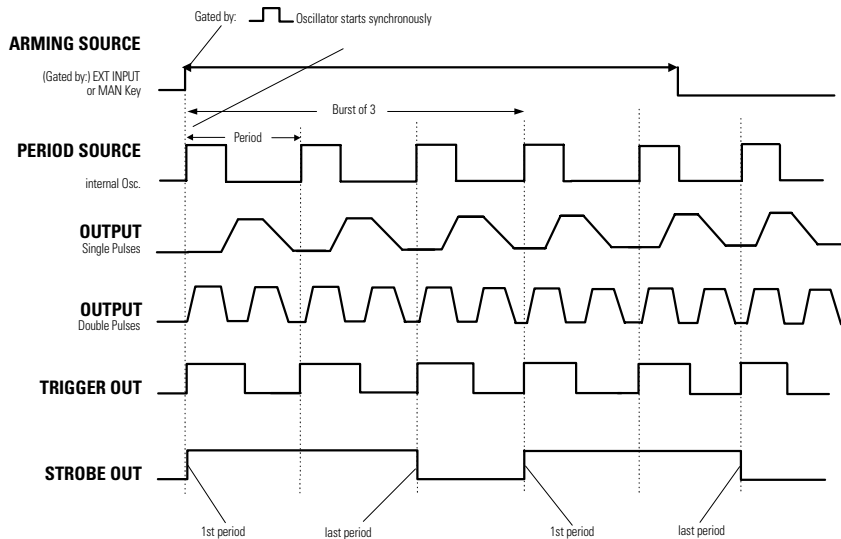 Gated by: Oscillator starts synchronously
ARMING SOURCE
(Gated by:) EXT INPUT
or MAN Key
Burst of 3
Period
PERIOD SOURCE
internal Osc.
OUTPUT
Single Pulses
OUTPUT
Double Pulses
TRIGGER OUT
STROBE OUT
1st period
last period
1st period
last period